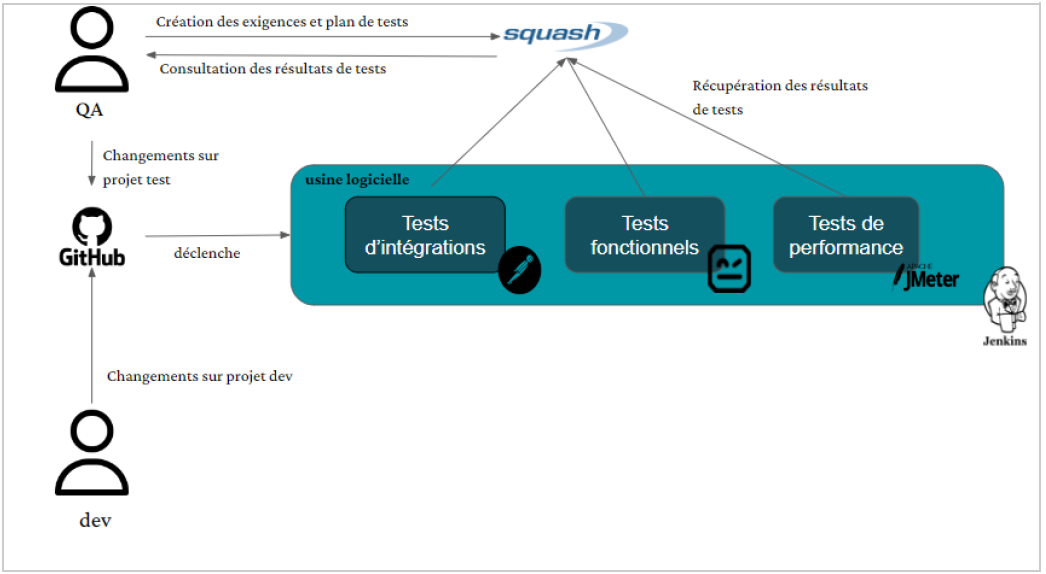 Création des exigences et plan de tests
squash
Consultation des résultats de tests
QA
Récupération des résultats
de tests
Changements sur
projet test
usine logicielle
Tests
d'intégrations
Tests
fonctionnels
Tests de
performance
GitHub
déclenche
APACHE
JMeter
Jenkins
Changements sur projet dev
dev